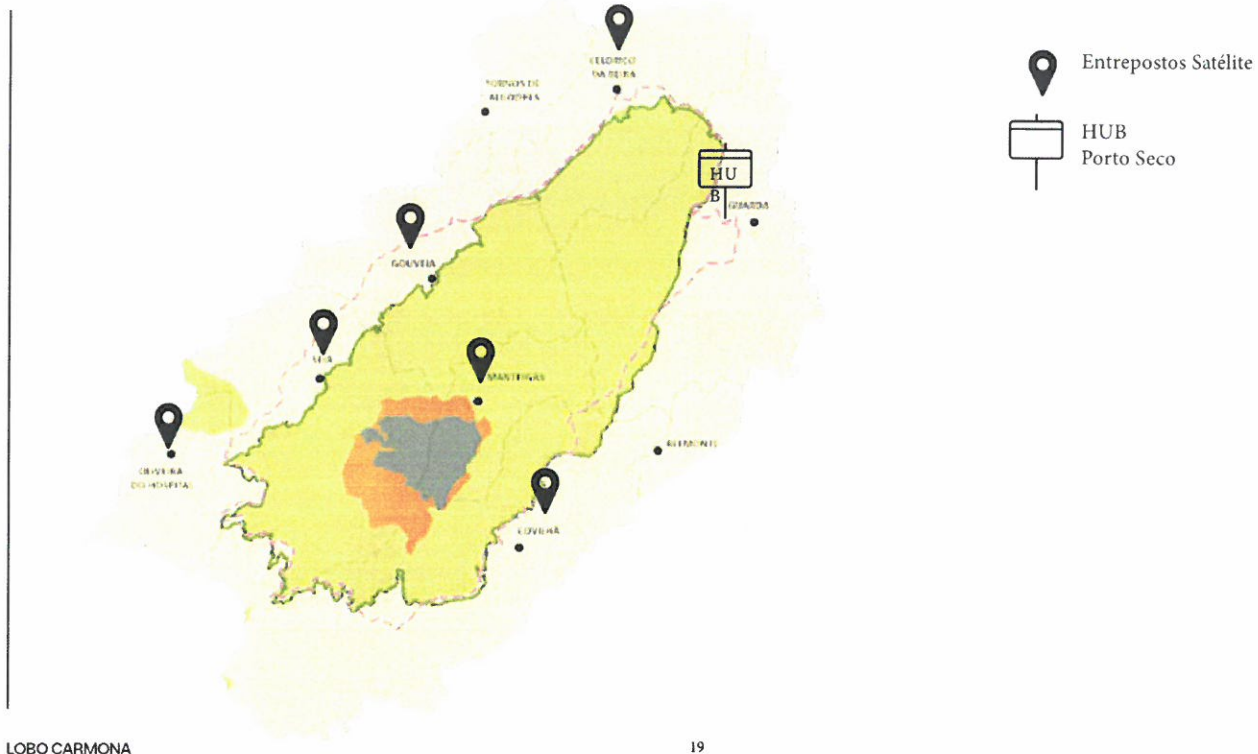 CELORICO
DA BEIRA
FORNOS DE
ALGODRES
Entrepostos Satélite
HUB
Porto Seco
HU
B
GUARDA
GOUVEIA
SEIA
MANTEIGAS
BELMONTE
OLIVEIRA
DO HOSPITAL
COVILHÃ
LOBO CARMONA
19